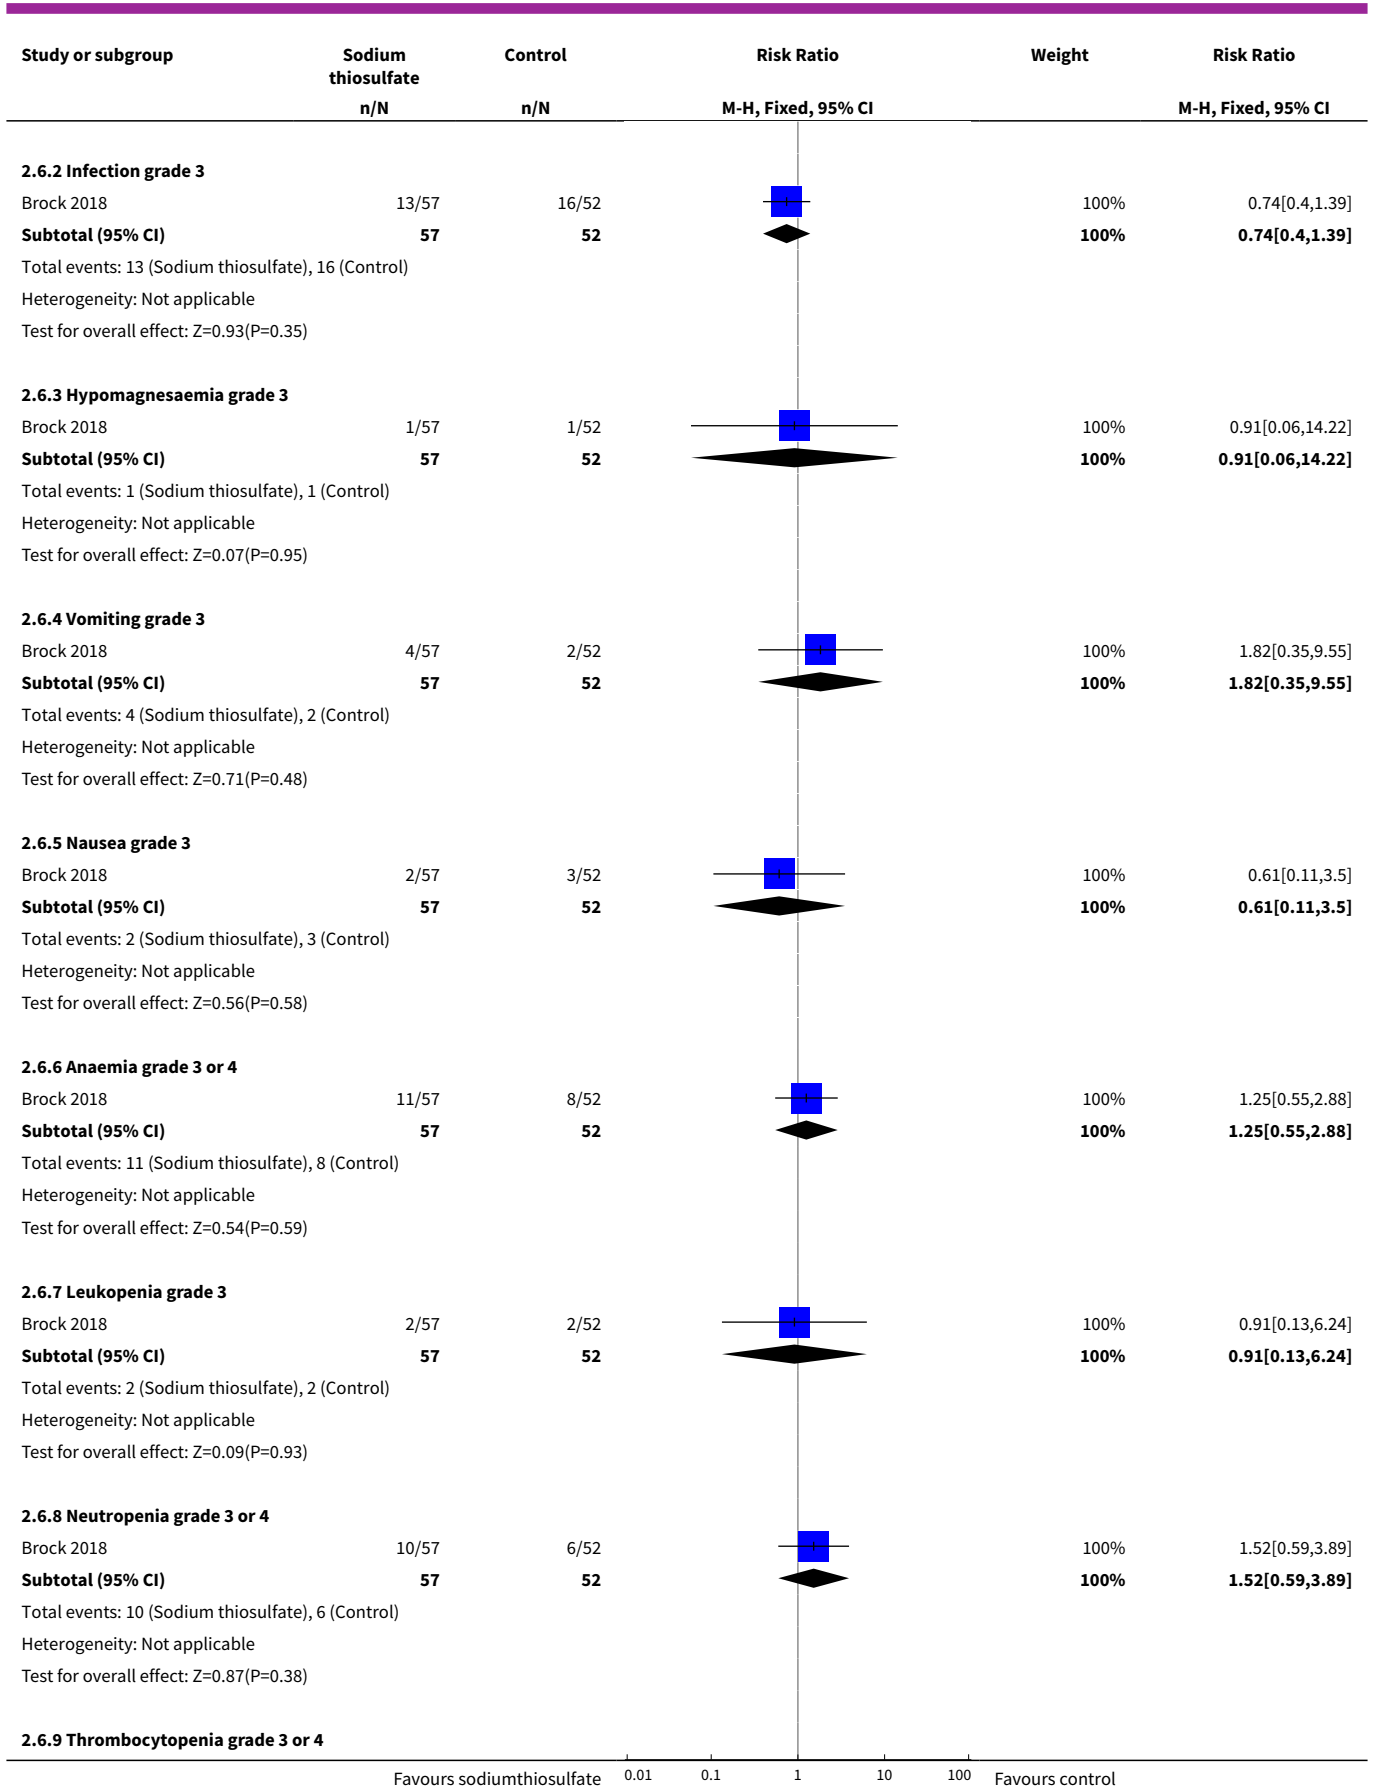 Study or subgroup Sodium thiosulfate Control Risk Ratio Weight Risk Ratio
n/N n/N M-H, Fixed, 95% CI M-H, Fixed, 95% CI
2.6.2 Infection grade 3
Brock 2018 13/57 16/52 100% 0.74[0.4,1.39]
Subtotal (95% CI) 57 52 100% 0.74[0.4,1.39]
Total events: 13 (Sodium thiosulfate), 16 (Control)
Heterogeneity: Not applicable
Test for overall effect: Z=0.93(P=0.35)
2.6.3 Hypomagnesaemia grade 3
Brock 2018 1/57 1/52 100% 0.91[0.06,14.22]
Subtotal (95% CI) 57 52 100% 0.91[0.06,14.22]
Total events: 1 (Sodium thiosulfate), 1 (Control)
Heterogeneity: Not applicable
Test for overall effect: Z=0.07(P=0.95)
2.6.4 Vomiting grade 3
Brock 2018 4/57 2/52 100% 1.82[0.35,9.55]
Subtotal (95% CI) 57 52 100% 1.82[0.35,9.55]
Total events: 4 (Sodium thiosulfate), 2 (Control)
Heterogeneity: Not applicable
Test for overall effect: Z=0.71(P=0.48)
2.6.5 Nausea grade 3
Brock 2018 2/57 3/52 100% 0.61[0.11,3.5]
Subtotal (95% CI) 57 52 100% 0.61[0.11,3.5]
Total events: 2 (Sodium thiosulfate), 3 (Control)
Heterogeneity: Not applicable
Test for overall effect: Z=0.56(P=0.58)
2.6.6 Anaemia grade 3 or 4
Brock 2018 11/57 8/52 100% 1.25[0.55,2.88]
Subtotal (95% CI) 57 52 100% 1.25[0.55,2.88]
Total events: 11 (Sodium thiosulfate), 8 (Control)
Heterogeneity: Not applicable
Test for overall effect: Z=0.54(P=0.59)
2.6.7 Leukopenia grade 3
Brock 2018 2/57 2/52 100% 0.91[0.13,6.24]
Subtotal (95% CI) 57 52 100% 0.91[0.13,6.24]
Total events: 2 (Sodium thiosulfate), 2 (Control)
Heterogeneity: Not applicable
Test for overall effect: Z=0.09(P=0.93)
2.6.8 Neutropenia grade 3 or 4
Brock 2018 10/57 6/52 100% 1.52[0.59,3.89]
Subtotal (95% CI) 57 52 100% 1.52[0.59,3.89]
Total events: 10 (Sodium thiosulfate), 6 (Control)
Heterogeneity: Not applicable
Test for overall effect: Z=0.87(P=0.38)
2.6.9 Thrombocytopenia grade 3 or 4
Favours sodiumthiosulfate 0.01 0.1 1 10 100 Favours control